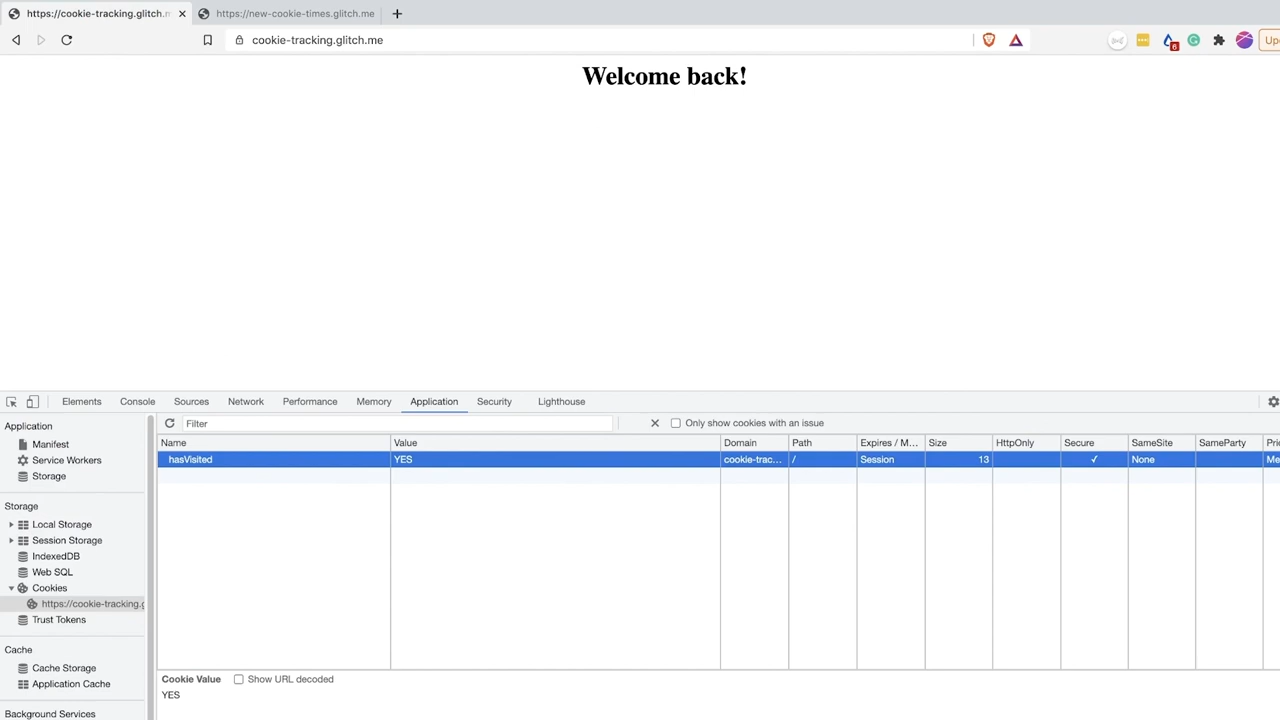 https://cookie-tracking.glitch.m
https://new-cookie-times.glitch.me
cookie-tracking.glitch.me
6
Up
Welcome back!
Elements Console Sources Network Performance Memory Application Security Lighthouse
Application
Manifest
Service Workers
Storage
Storage
Local Storage
Session Storage
IndexedDB
Web SQL
Cookies
https://cookie-tracking.g
Trust Tokens
Cache
Cache Storage
Application Cache
Background Services
Filter
Only show cookies with an issue
Name Value Domain Path Expires / M... Size HttpOnly Secure SameSite SameParty Pri
hasVisited YES cookie-trac... / Session 13 ✓ None Me
Cookie Value Show URL decoded
YES